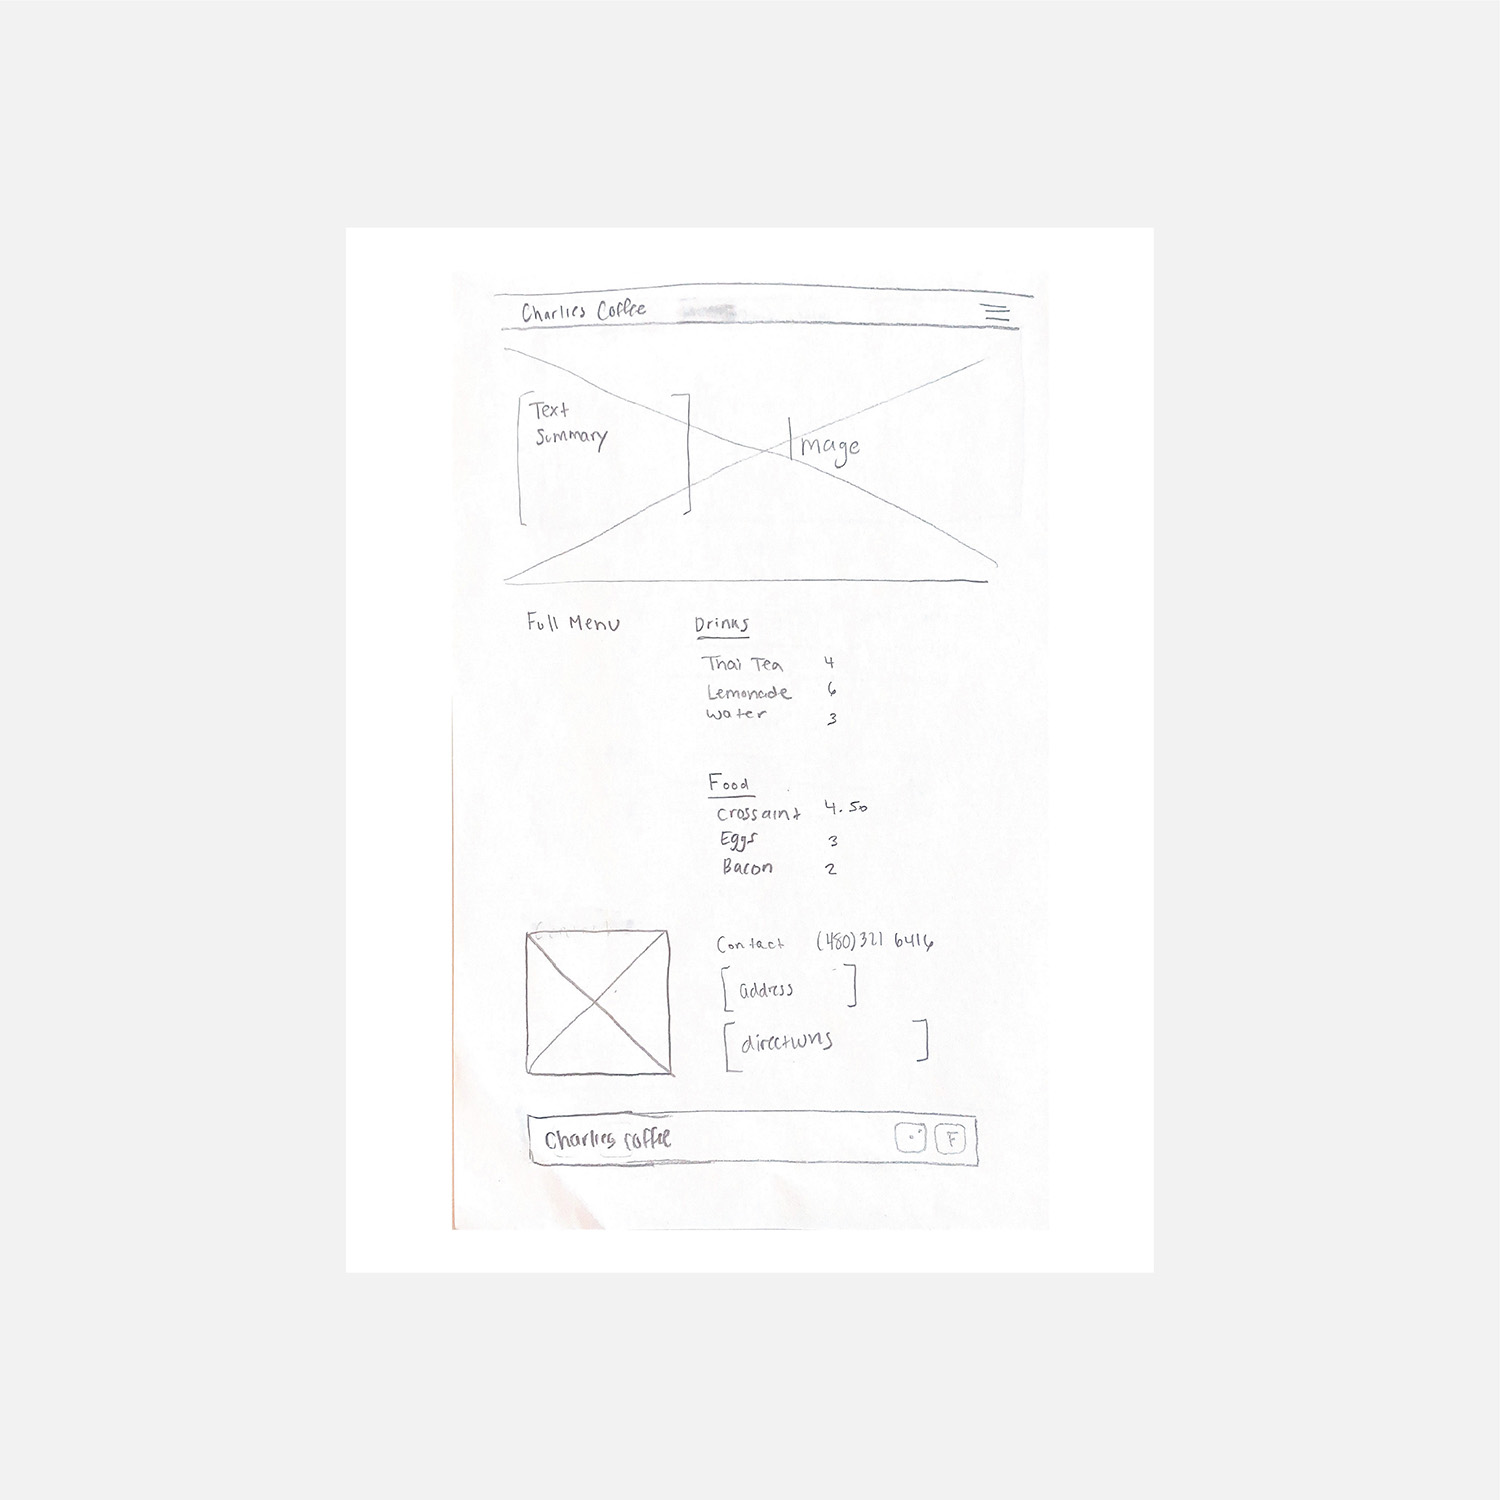 Charlies Coffee
Text
Summary
Image
Full Menu
Drinks
Thai Tea 4
Lemonade 6
Water 3
Food
Crossaint 4.50
Eggs 3
Bacon 2
Contact (480)321 6416
[address]
[directions]
Charlies coffee
F